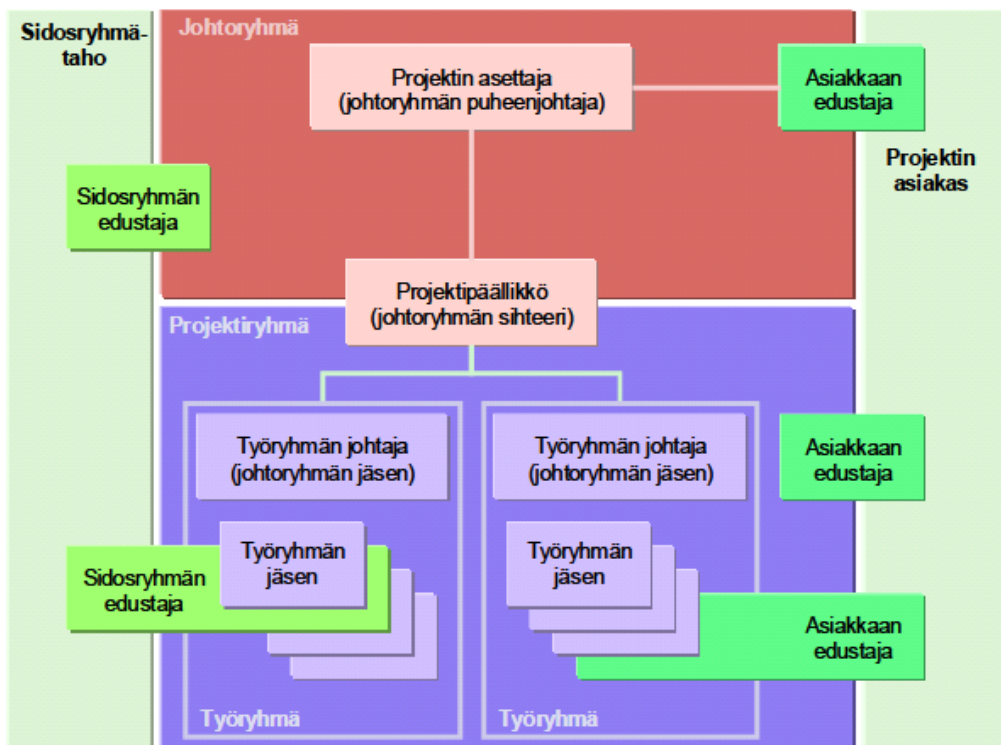 Sidosryhmä-
taho
Johtoryhmä
Projektin asettaja
(johtoryhmän puheenjohtaja)
Asiakkaan
edustaja
Projektin
asiakas
Sidosryhmän
edustaja
Projektipäällikkö
(johtoryhmän sihteeri)
Projektiryhmä
Työryhmän johtaja
(johtoryhmän jäsen)
Työryhmän johtaja
(johtoryhmän jäsen)
Asiakkaan
edustaja
Työryhmän
jäsen
Työryhmän
jäsen
Sidosryhmän
edustaja
Asiakkaan
edustaja
Työryhmä
Työryhmä